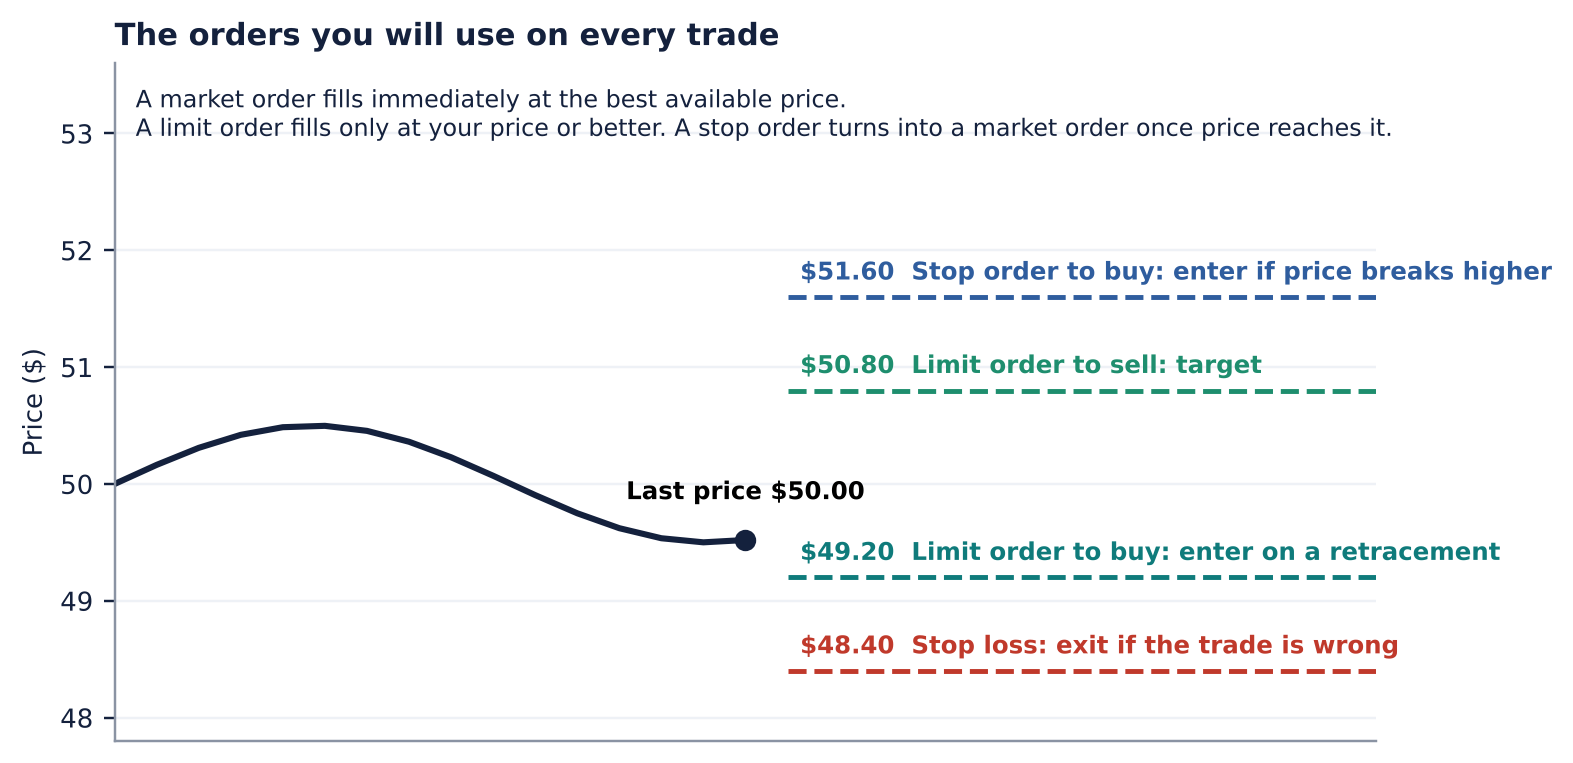 The orders you will use on every trade
A market order fills immediately at the best available price.
A limit order fills only at your price or better. A stop order turns into a market order once price reaches it.
53
52
$51.60 Stop order to buy: enter if price breaks higher
51
$50.80 Limit order to sell: target
Price ($)
50
Last price $50.00
$49.20 Limit order to buy: enter on a retracement
49
$48.40 Stop loss: exit if the trade is wrong
48